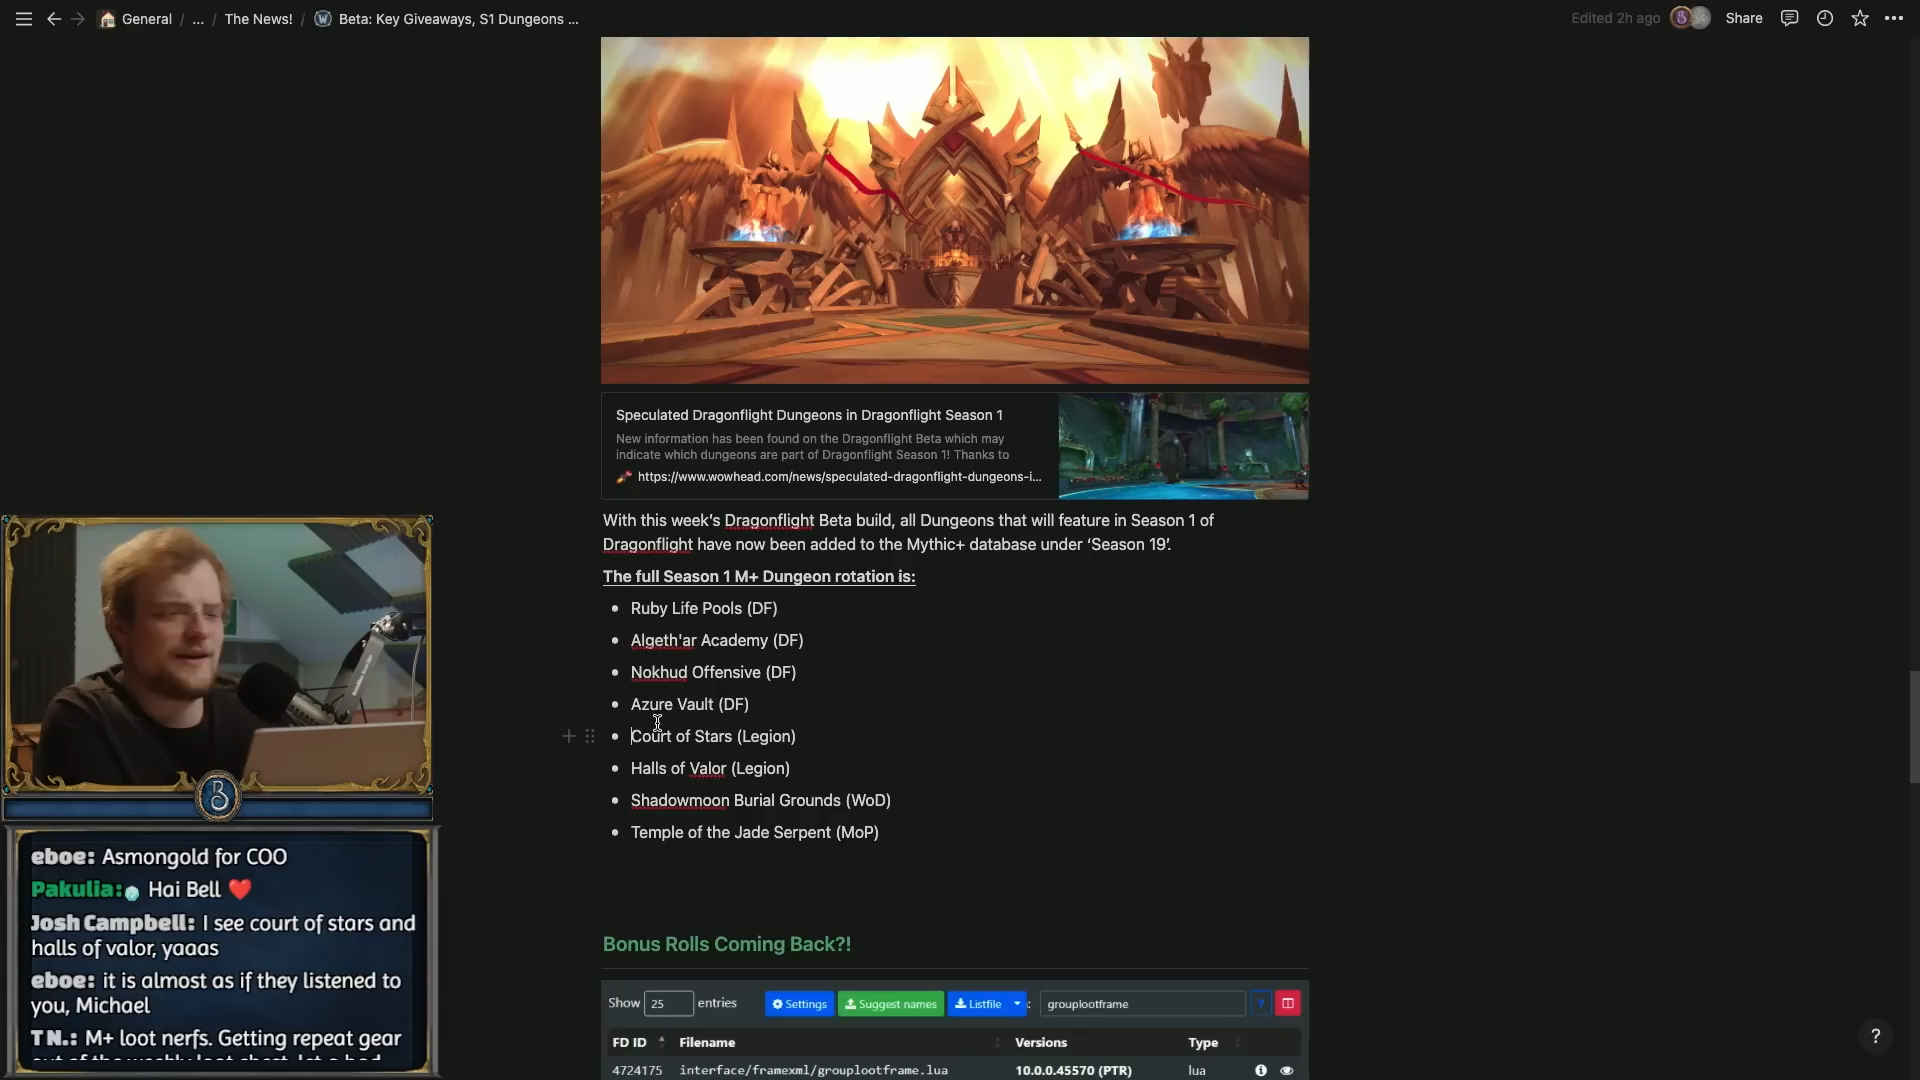 General / ... / The News! / Beta: Key Giveaways, S1 Dungeons ...
Edited 2h ago
Share
Speculated Dragonflight Dungeons in Dragonflight Season 1
New information has been found on the Dragonflight Beta which may
indicate which dungeons are part of Dragonflight Season 1! Thanks to
https://www.wowhead.com/news/speculated-dragonflight-dungeons-i...
With this week's Dragonflight Beta build, all Dungeons that will feature in Season 1 of
Dragonflight have now been added to the Mythic+ database under ‘Season 19’.
The full Season 1 M+ Dungeon rotation is:
• Ruby Life Pools (DF)
• Algeth'ar Academy (DF)
• Nokhud Offensive (DF)
• Azure Vault (DF)
• Court of Stars (Legion)
• Halls of Valor (Legion)
• Shadowmoon Burial Grounds (WoD)
• Temple of the Jade Serpent (MoP)
Bonus Rolls Coming Back?!
Show 25 entries Settings Suggest names Listfile : grouplootframe ?
FD ID Filename Versions Type
4724175 interface/framexml/grouplootframe.lua 10.0.0.45570 (PTR) lua
B
eboe: Asmongold for COO
Pakulia: Hai Bell ❤️
Josh Campbell: I see court of stars and
halls of valor, yaaas
eboe: it is almost as if they listened to
you, Michael
T N.: M+ loot nerfs. Getting repeat gear
?